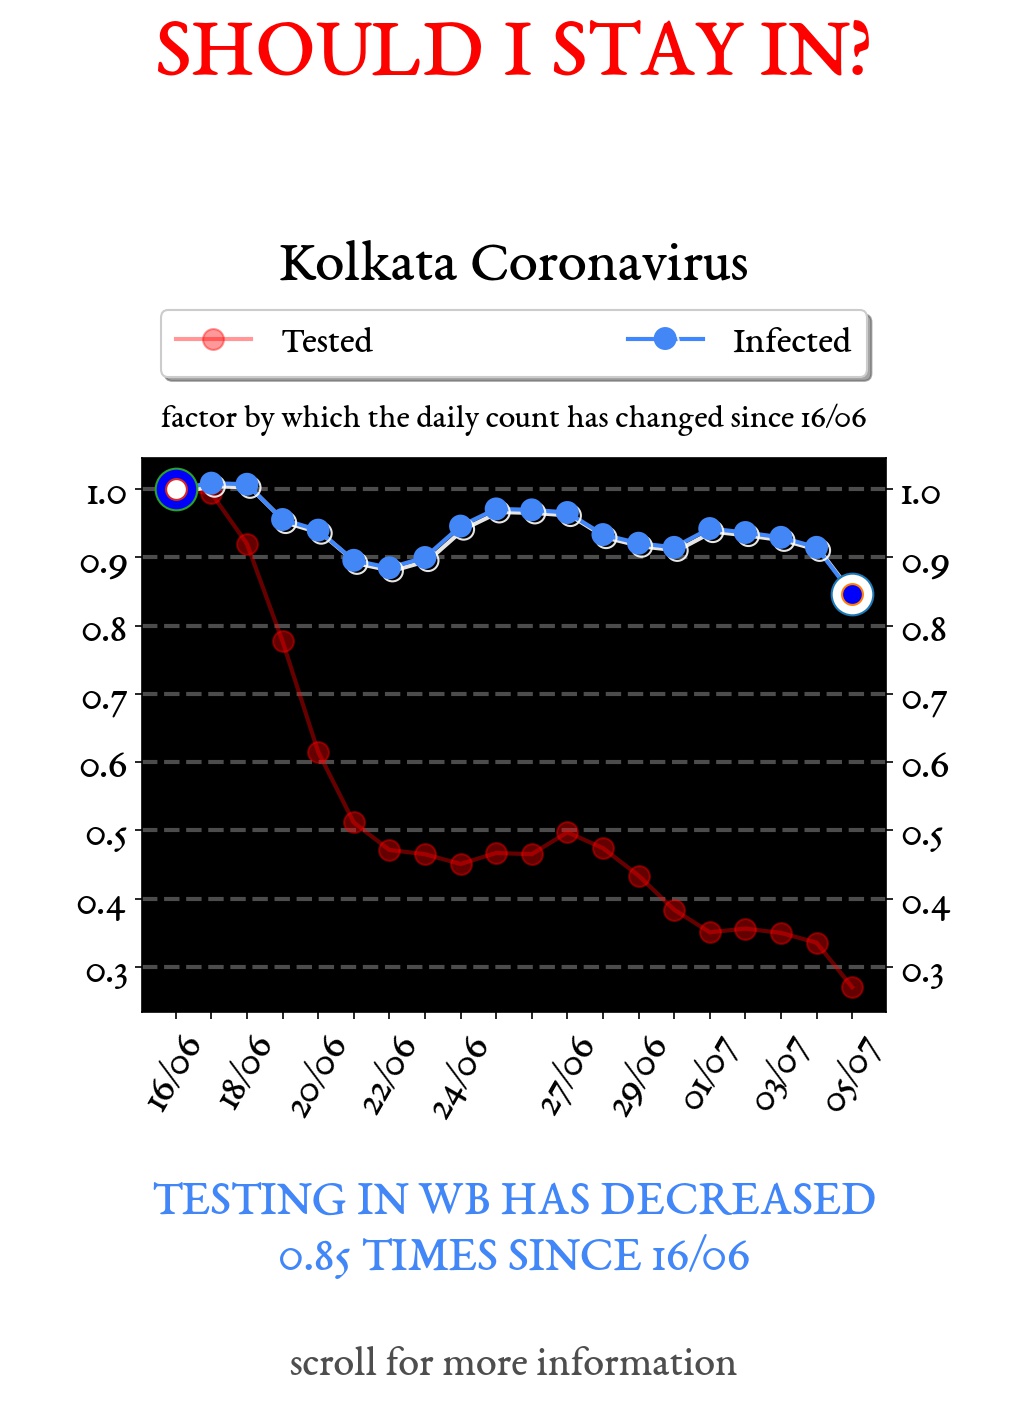 SHOULD I STAY IN?
Kolkata Coronavirus
Tested Infected
factor by which the daily count has changed since 16/06
1.0 1.0
0.9 0.9
0.8 0.8
0.7 0.7
0.6 0.6
0.5 0.5
0.4 0.4
0.3 0.3
16/06 18/06 20/06 22/06 24/06 27/06 29/06 01/07 03/07 05/07
TESTING IN WB HAS DECREASED
0.85 TIMES SINCE 16/06
scroll for more information